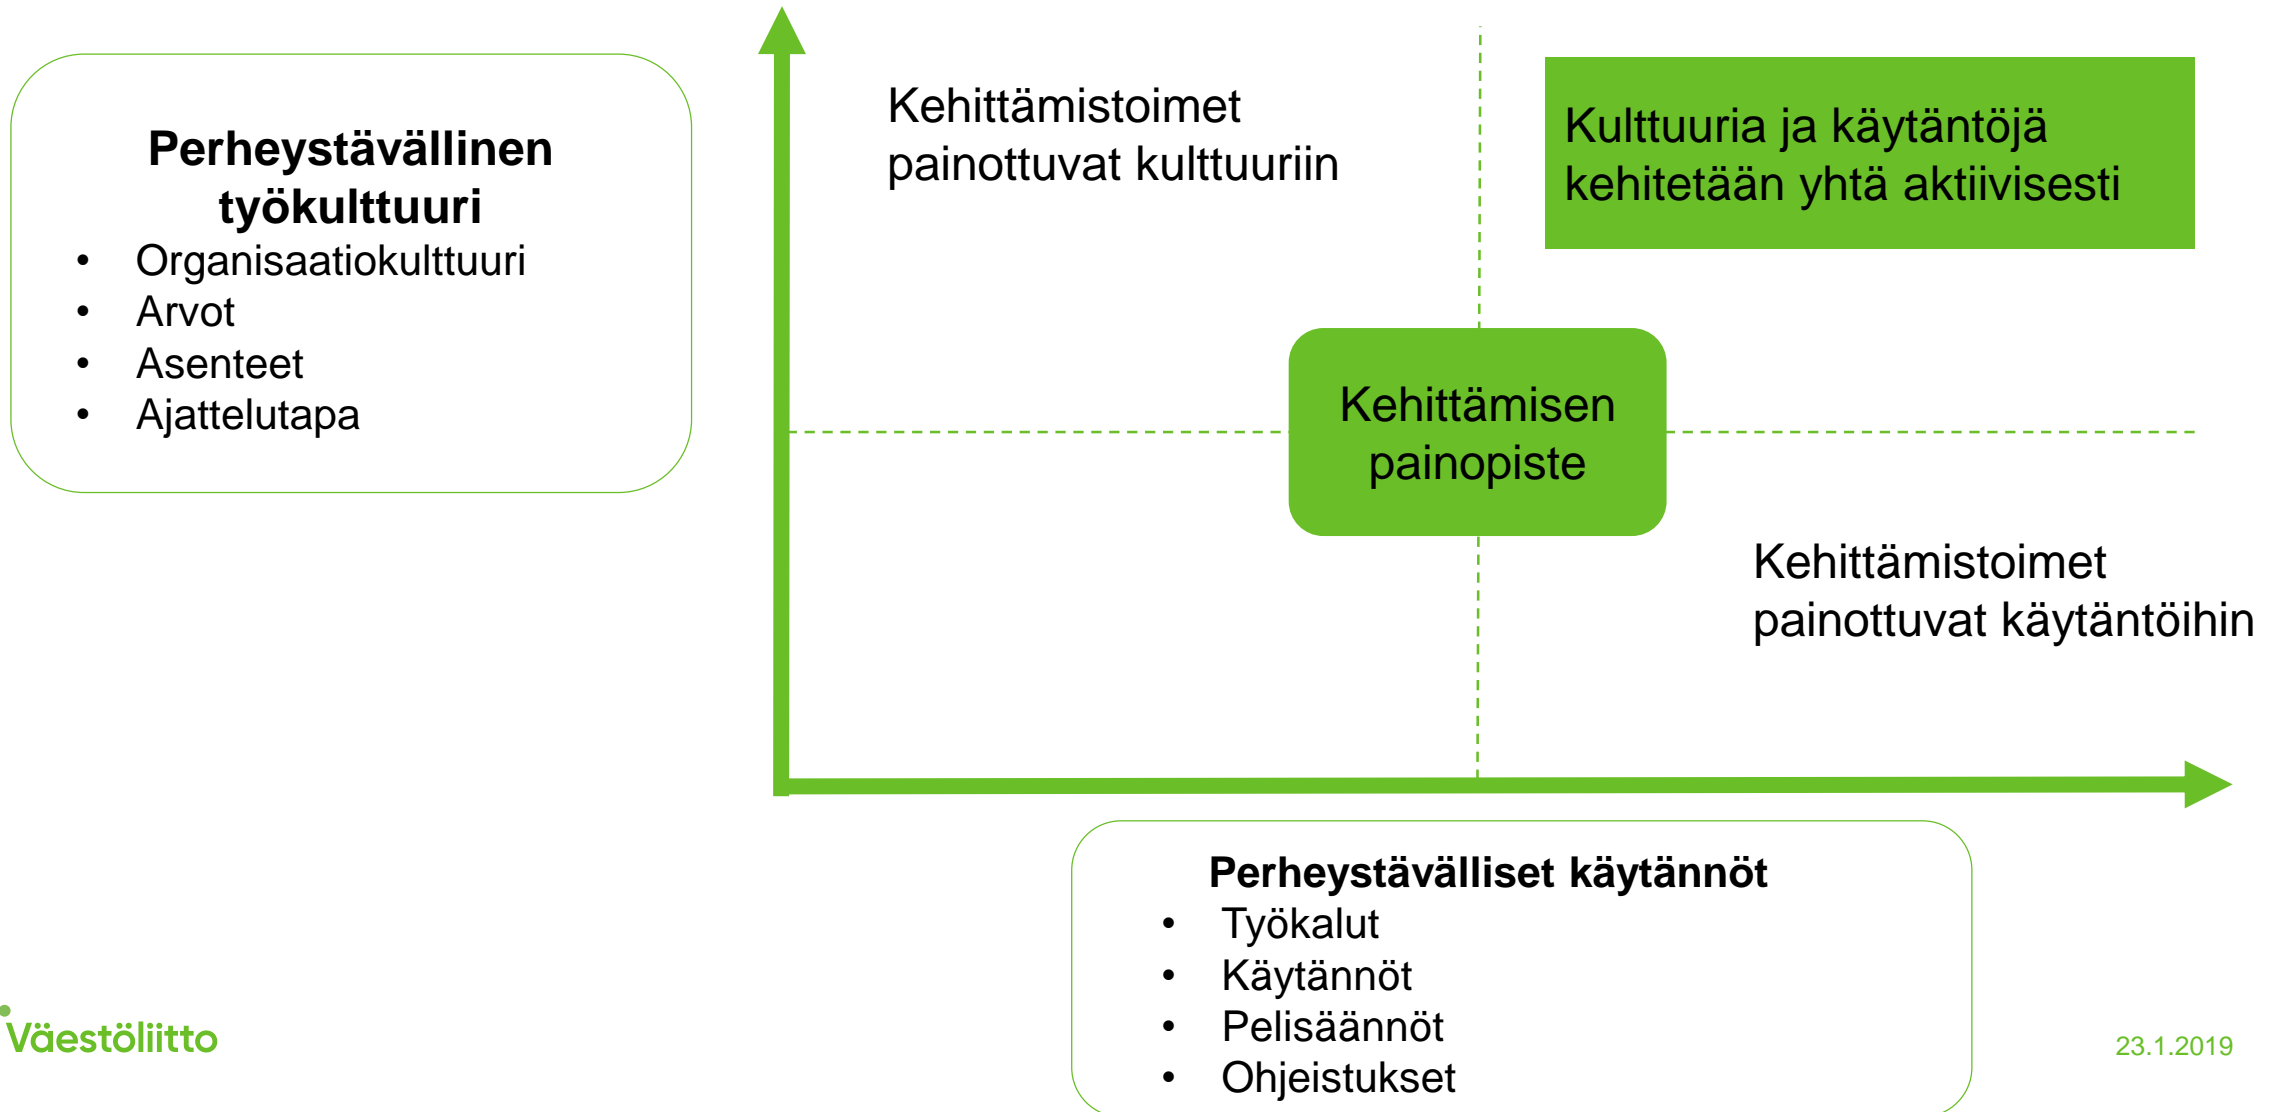 Perheystävällinen
työkulttuuri
• Organisaatiokulttuuri
• Arvot
• Asenteet
• Ajattelutapa
Kehittämistoimet
painottuvat kulttuuriin
Kulttuuria ja käytäntöjä
kehitetään yhtä aktiivisesti
Kehittämisen
painopiste
Kehittämistoimet
painottuvat käytäntöihin
Perheystävälliset käytännöt
• Työkalut
• Käytännöt
• Pelisäännöt
• Ohjeistukset
Väestöliitto
23.1.2019